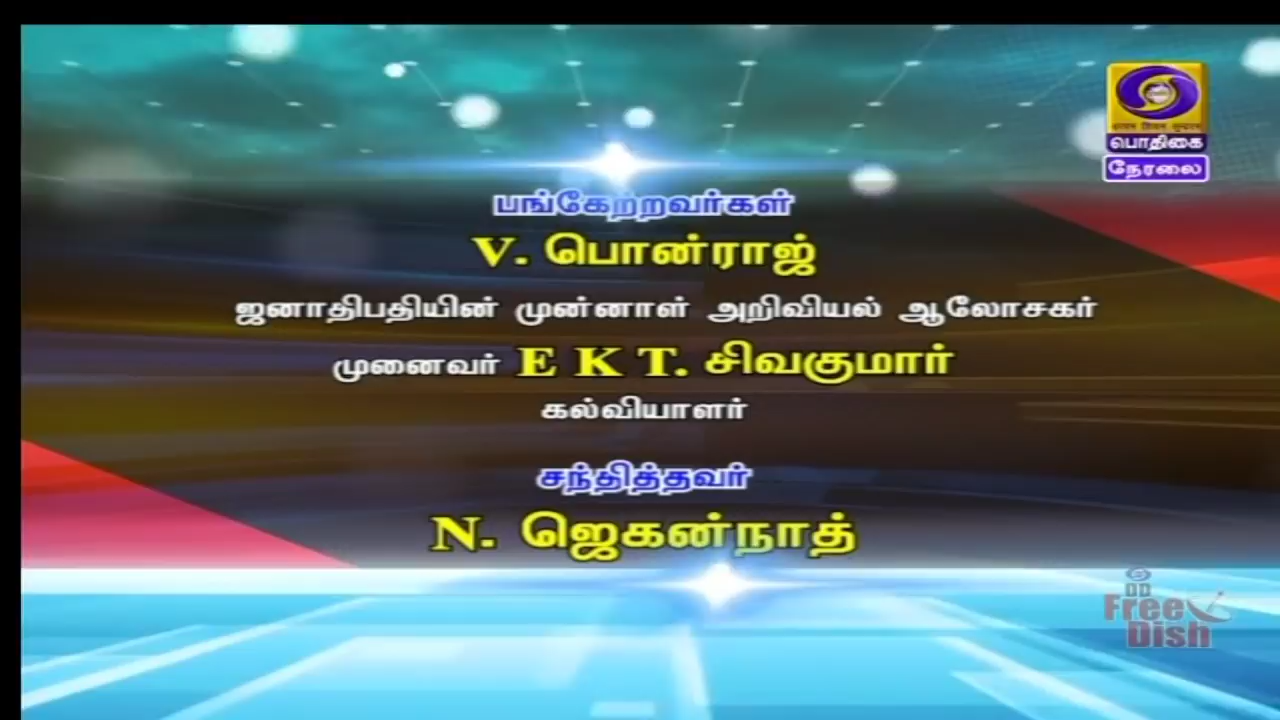 பொதிகை
நேரலை
பங்கேற்றவர்கள்
V. பொன்ராஜ்
ஜனாதிபதியின் முன்னாள் அறிவியல் ஆலோசகர்
முனைவர் E K T. சிவகுமார்
கல்வியாளர்
சந்தித்தவர்
N. ஜெகன்நாத்
DD
Free
Dish